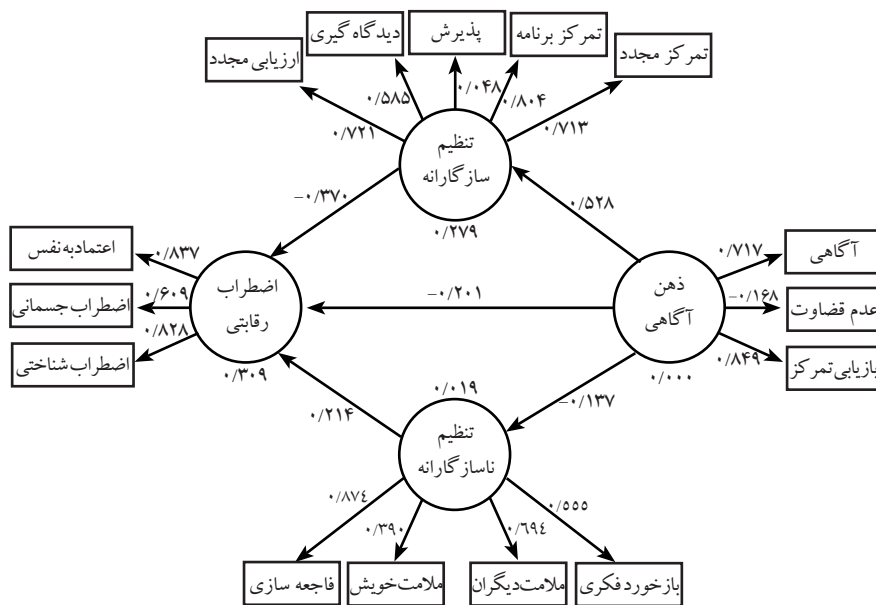 تمرکز مجدد
تمرکز برنامه
پذیرش
دیدگاه گیری
ارزیابی مجدد
۰/۷۱۳
۰/۸۰۴
۰/۰۴۸
۰/۵۸۵
۰/۷۲۱
تنظیم
سازگارانه
۰/۲۷۹
۰/۵۲۸
−۰/۳۷۰
آگاهی
عدم قضاوت
بازیابی تمرکز
۰/۷۱۷
−۰/۱۶۸
۰/۸۴۹
ذهن
آگاهی
۰/۰۰۰
−۰/۲۰۱
اضطراب
رقابتی
۰/۳۰۹
۰/۸۳۷
۰/۶۰۹
۰/۸۲۸
اعتمادبه نفس
اضطراب جسمانی
اضطراب شناختی
−۰/۱۳۷
۰/۲۱۴
۰/۰۱۹
تنظیم
ناسازگارانه
۰/۵۵۵
۰/۶۹٤
۰/۳۹۰
۰/۸۷٤
بازخورد فکری
ملامت دیگران
ملامت خویش
فاجعه سازی